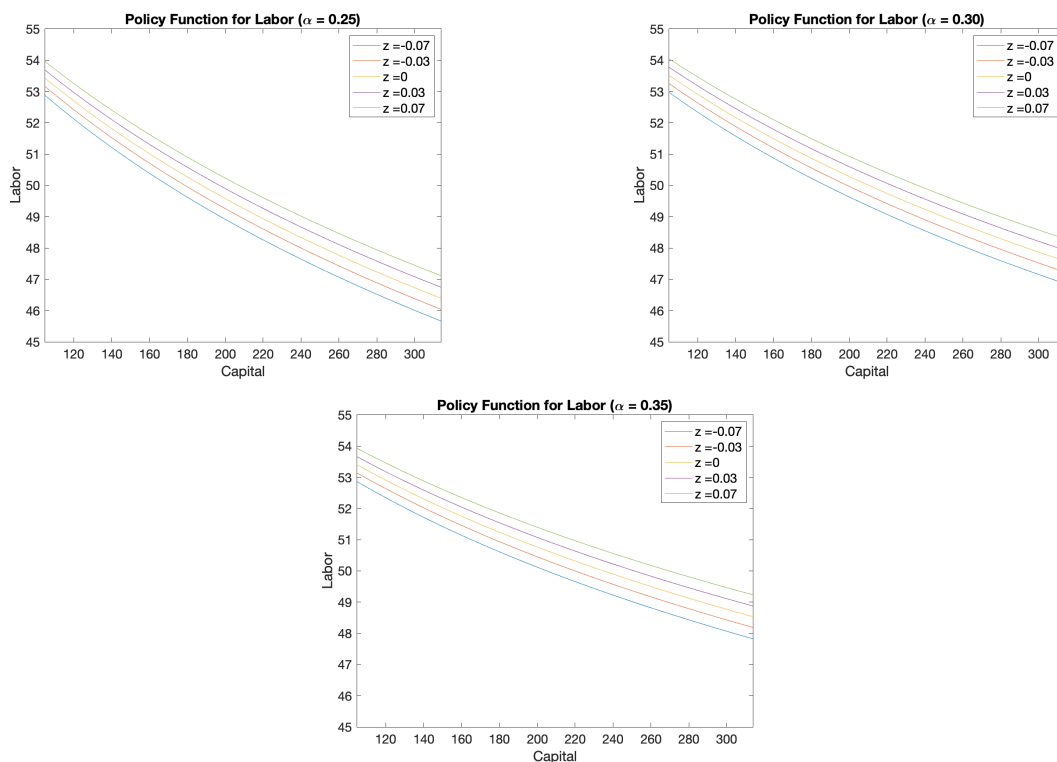 Policy Function for Labor (α = 0.25)
55
54
53
52
51
50
49
48
47
46
45
Labor
120 140 160 180 200 220 240 260 280 300
Capital
z =-0.07
z =-0.03
z =0
z =0.03
z =0.07
Policy Function for Labor (α = 0.30)
55
54
53
52
51
50
49
48
47
46
45
Labor
120 140 160 180 200 220 240 260 280 300
Capital
z =-0.07
z =-0.03
z =0
z =0.03
z =0.07
Policy Function for Labor (α = 0.35)
55
54
53
52
51
50
49
48
47
46
45
Labor
120 140 160 180 200 220 240 260 280 300
Capital
z =-0.07
z =-0.03
z =0
z =0.03
z =0.07